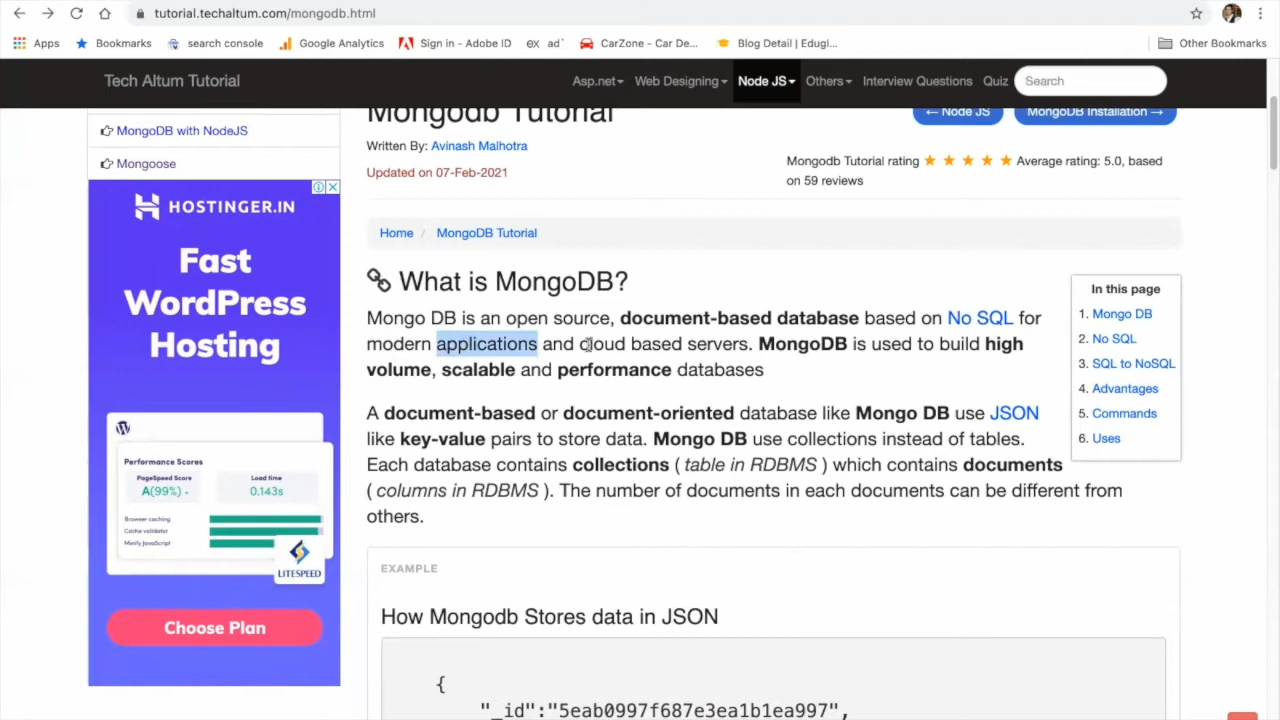 tutorial.techaltum.com/mongodb.html
Apps Bookmarks search console Google Analytics Sign in - Adobe ID ex ad` CarZone - Car De... Blog Detail | Edugl... Other Bookmarks
Tech Altum Tutorial Asp.net Web Designing Node JS Others Interview Questions Quiz Search
MongoDB with NodeJS
Mongoose
HOSTINGER.IN
Fast
WordPress
Hosting
Performance Scores
PageSpeed Score Load time
A(99%) 0.143s
Browser caching
Cache validator
Minify JavaScript
LITESPEED
Choose Plan
Mongodb Tutorial
← Node JS MongoDB Installation →
Written By: Avinash Malhotra
Updated on 07-Feb-2021
Mongodb Tutorial rating ★ ★ ★ ★ ★ Average rating: 5.0, based
on 59 reviews
Home / MongoDB Tutorial
What is MongoDB?
Mongo DB is an open source, document-based database based on No SQL for
modern applications and cloud based servers. MongoDB is used to build high
volume, scalable and performance databases
A document-based or document-oriented database like Mongo DB use JSON
like key-value pairs to store data. Mongo DB use collections instead of tables.
Each database contains collections ( table in RDBMS ) which contains documents
( columns in RDBMS ). The number of documents in each documents can be different from
others.
In this page
1. Mongo DB
2. No SQL
3. SQL to NoSQL
4. Advantages
5. Commands
6. Uses
EXAMPLE
How Mongodb Stores data in JSON
{
"_id":"5eab0997f687e3ea1b1ea997",